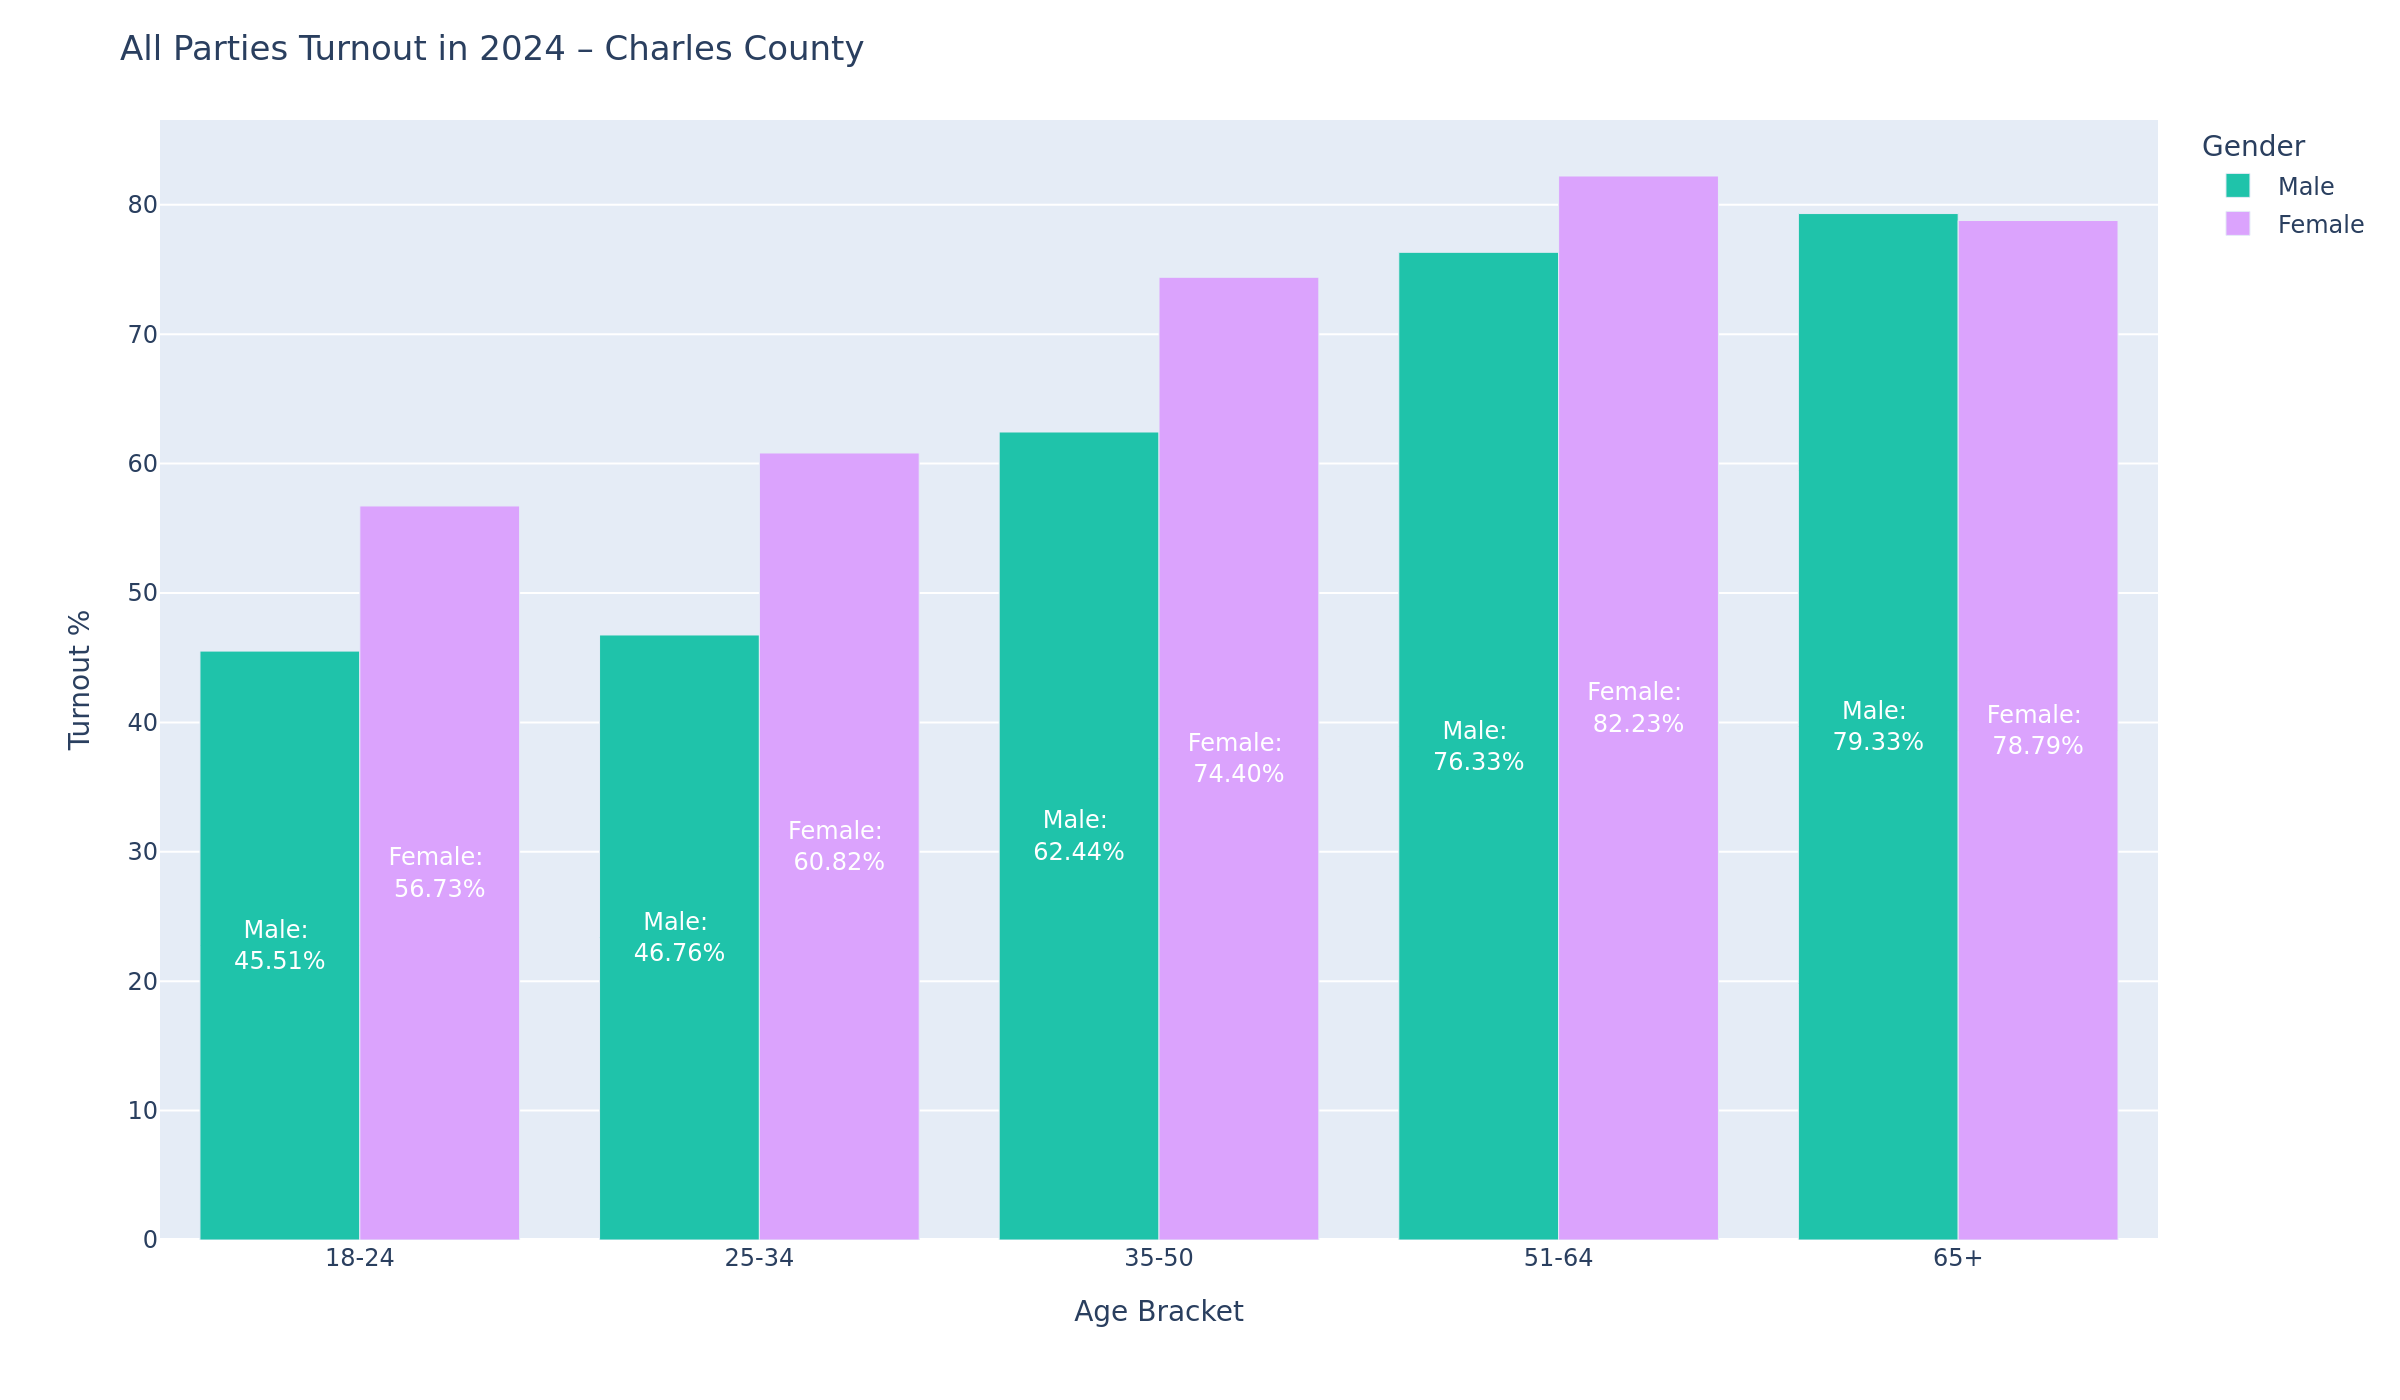 All Parties Turnout in 2024 – Charles County
Gender
Male
Female
Turnout %
80
70
60
50
40
30
20
10
0
Male:
45.51%
Female:
56.73%
Male:
46.76%
Female:
60.82%
Male:
62.44%
Female:
74.40%
Male:
76.33%
Female:
82.23%
Male:
79.33%
Female:
78.79%
18-24
25-34
35-50
51-64
65+
Age Bracket